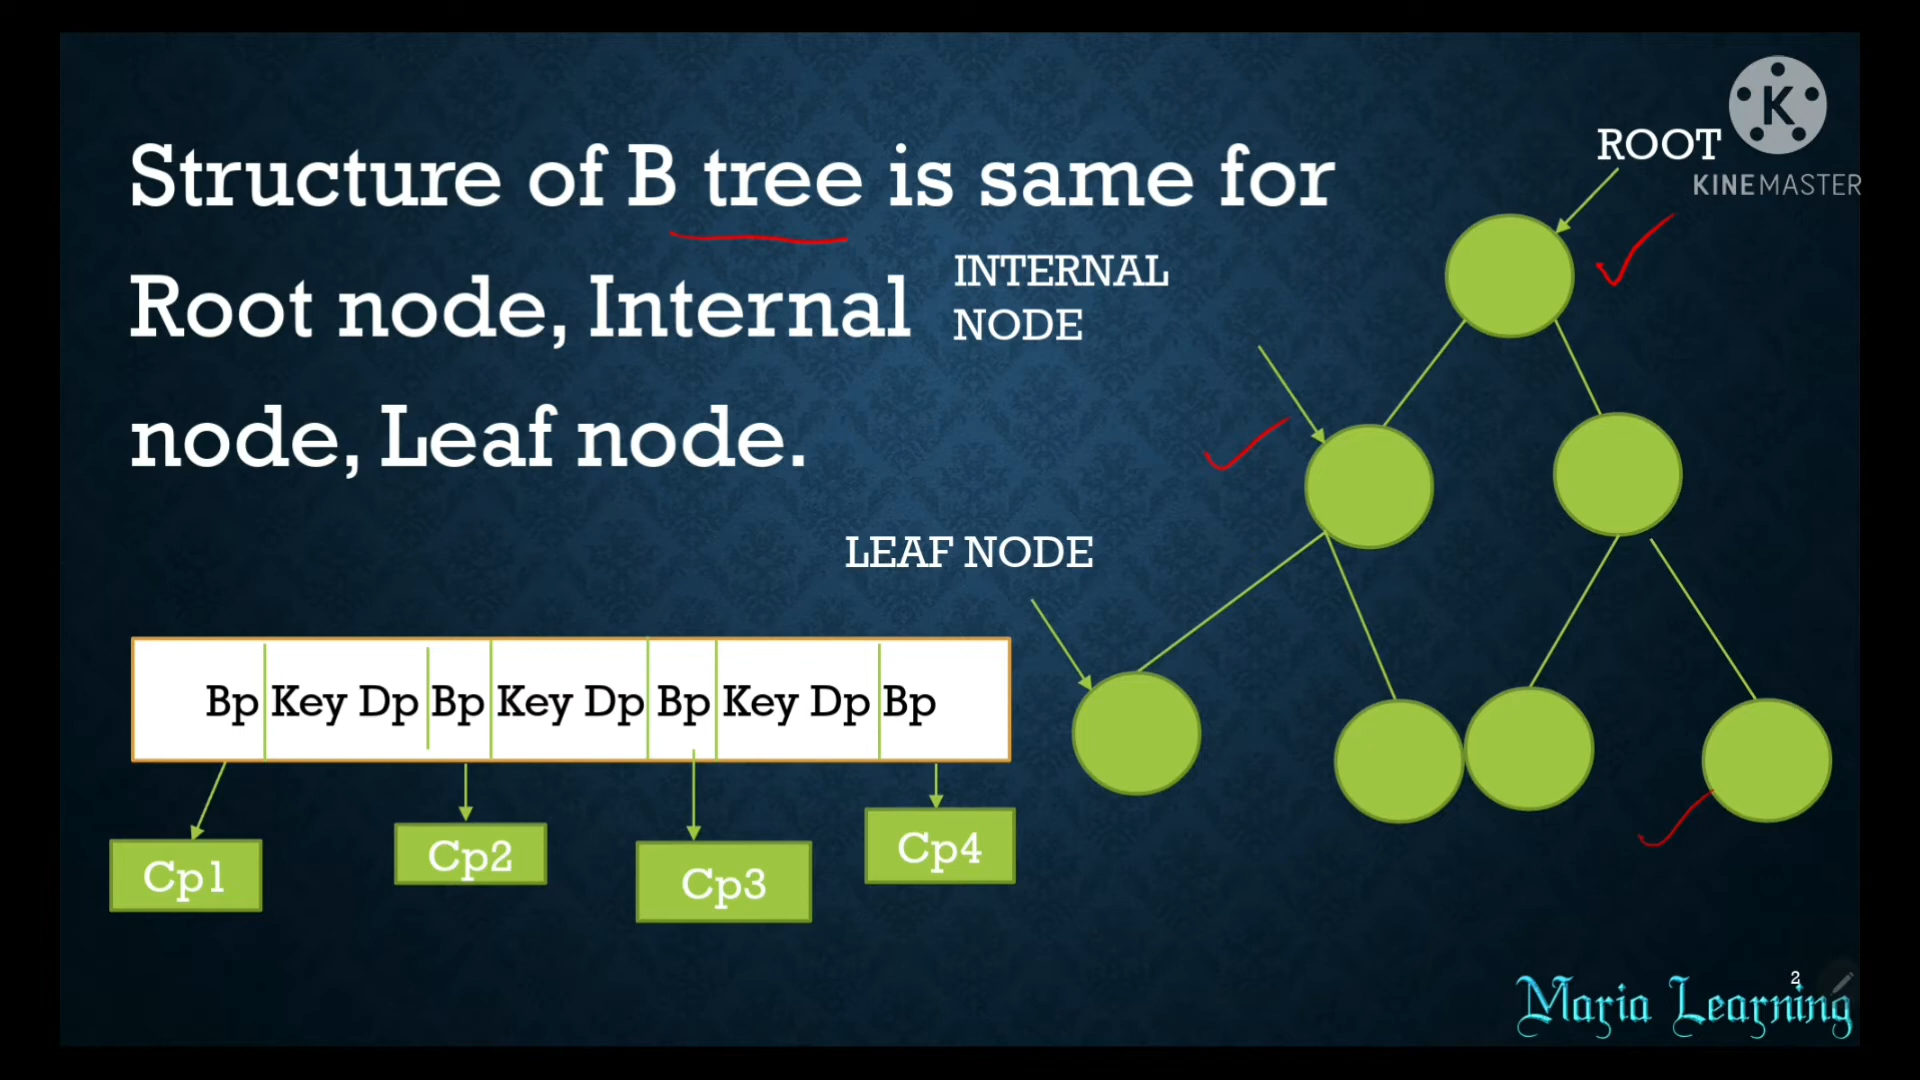 Structure of B tree is same for
Root node, Internal
node, Leaf node.
INTERNAL
NODE
ROOT
K
KINEMASTER
LEAF NODE
Bp Key Dp Bp Key Dp Bp Key Dp Bp
Cp1
Cp2
Cp3
Cp4
2
Maria Learning